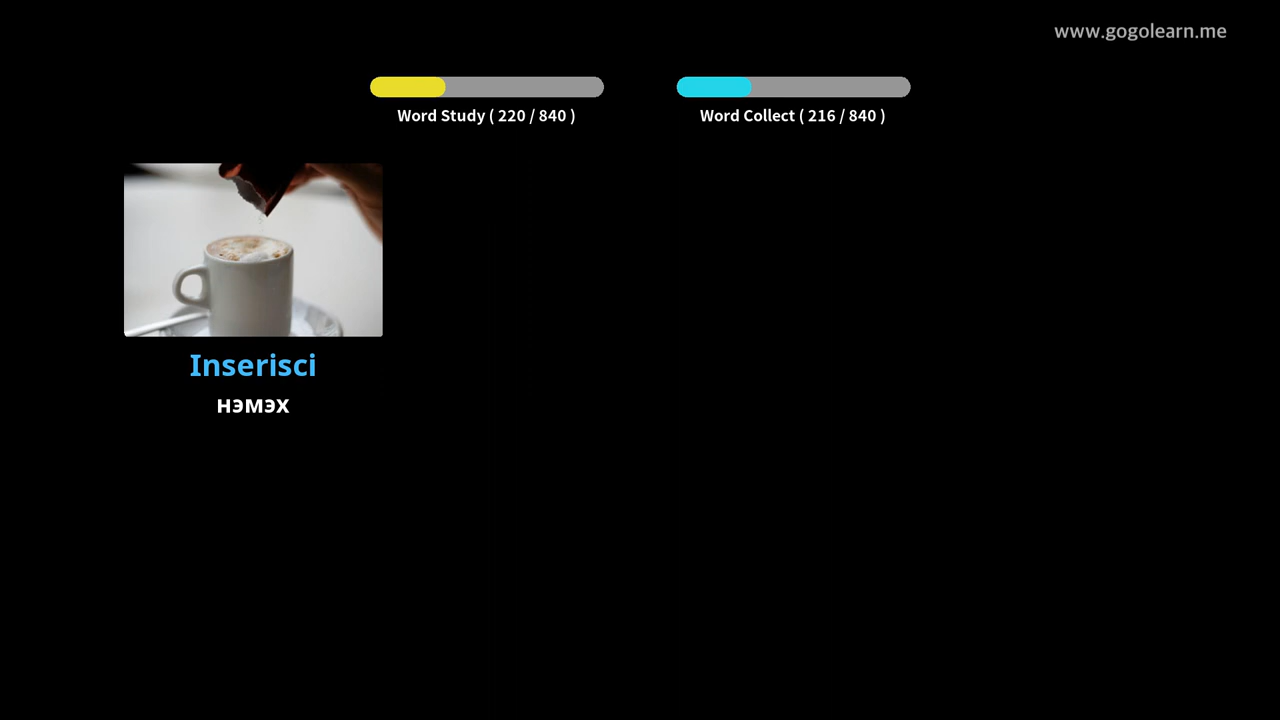 www.gogolearn.me
Word Study ( 220 / 840 )
Word Collect ( 216 / 840 )
Inserisci
нэмэх